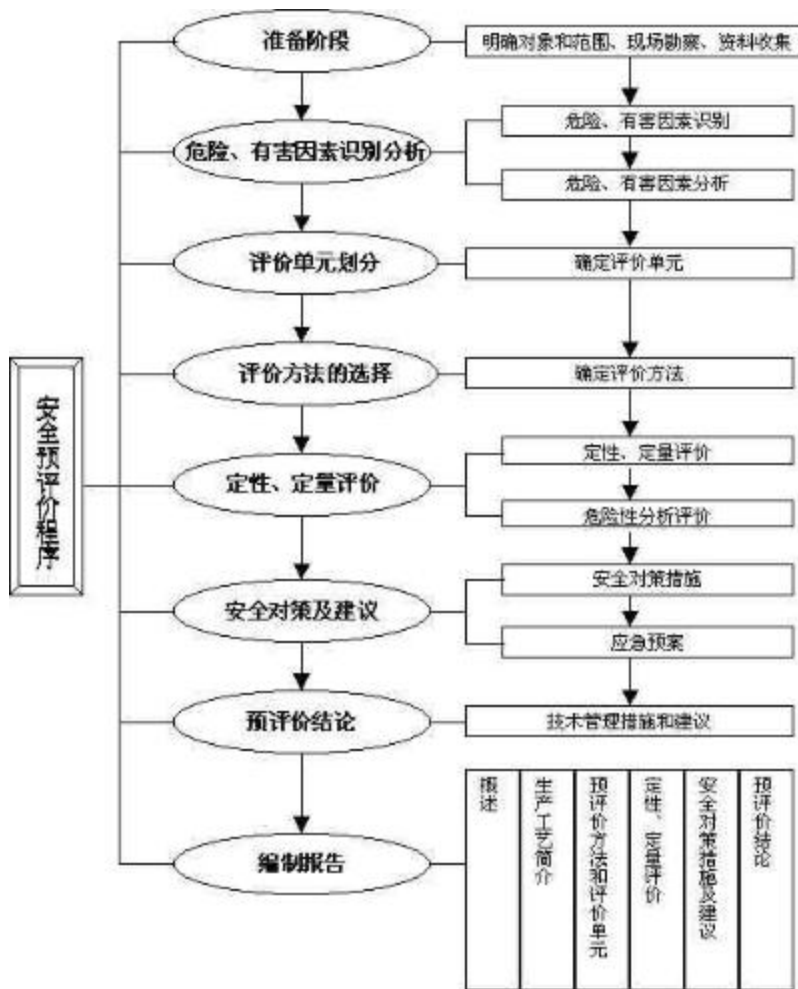 准备阶段
明确对象和范围、现场勘察、资料收集
危险、有害因素识别
危险、有害因素识别分析
危险、有害因素分析
评价单元划分
确定评价单元
评价方法的选择
确定评价方法
安全预评价程序
定性、定量评价
定性、定量评价
危险性分析评价
安全对策措施
安全对策及建议
应急预案
预评价结论
技术管理措施和建议
编制报告
概述
生产工艺简介
预评价方法和评价单元
定性、定量评价
安全对策措施及建议
预评价结论